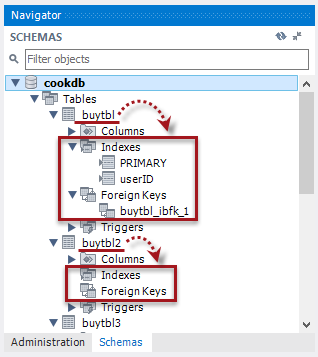 Navigator
SCHEMAS
Filter objects
cookdb
Tables
buytbl
Columns
Indexes
PRIMARY
userID
Foreign Keys
buytbl_ibfk_1
Triggers
buytbl2
Columns
Indexes
Foreign Keys
Triggers
buytbl3
Administration Schemas